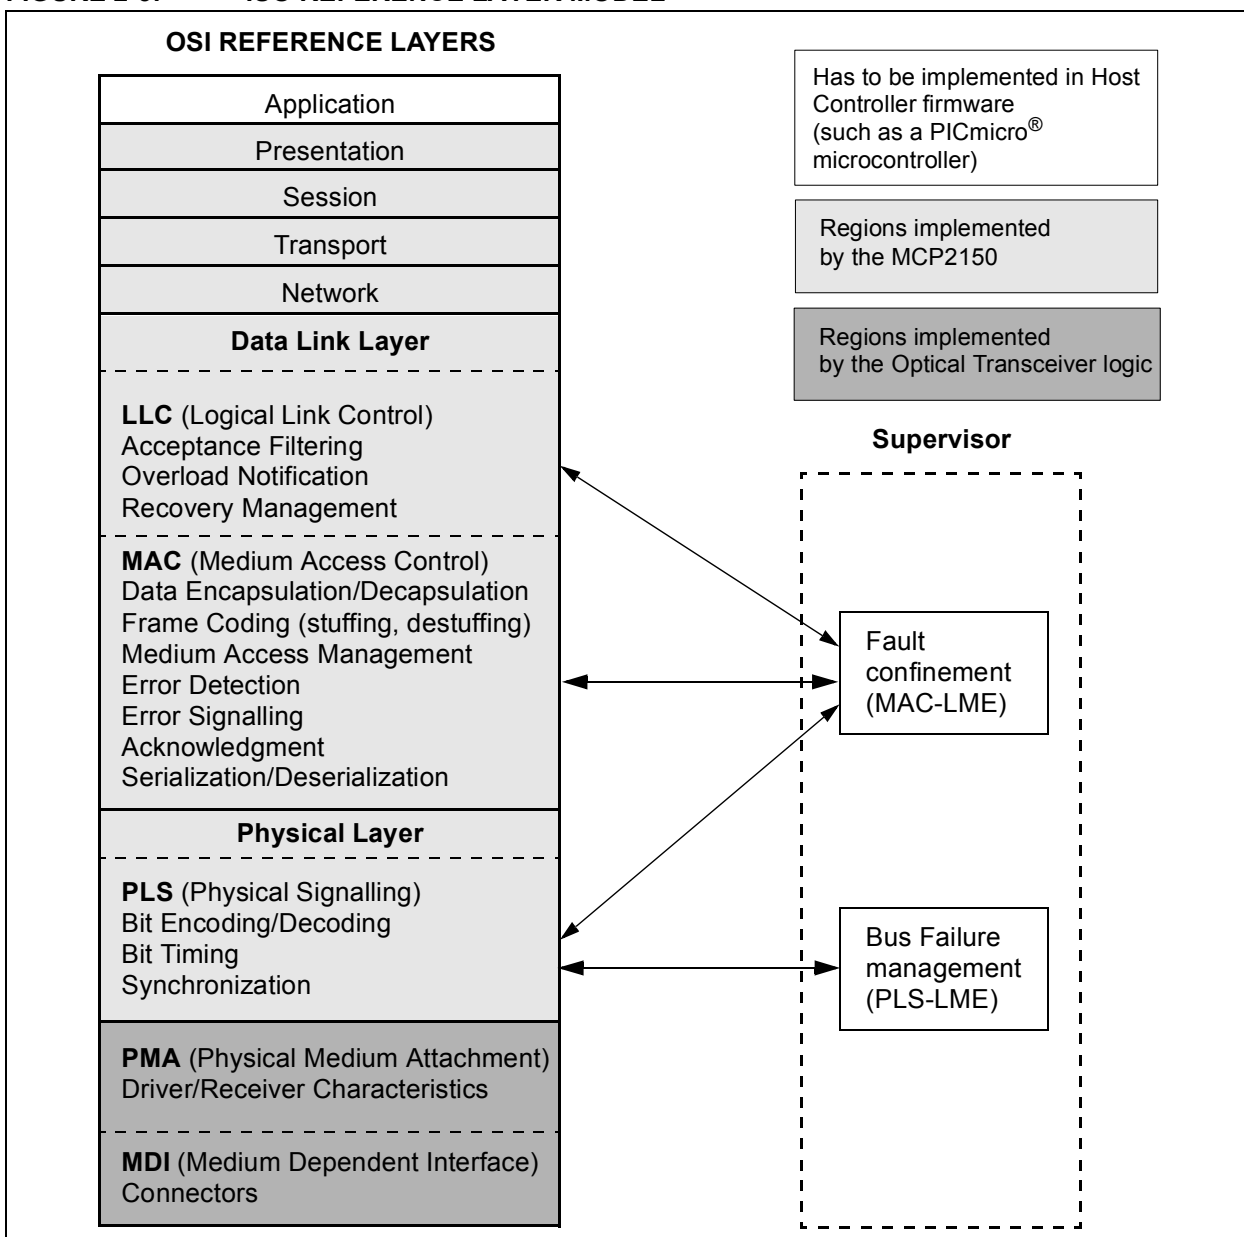 OSI REFERENCE LAYERS
Application
Presentation
Session
Transport
Network
Data Link Layer
LLC (Logical Link Control)
Acceptance Filtering
Overload Notification
Recovery Management
MAC (Medium Access Control)
Data Encapsulation/Decapsulation
Frame Coding (stuffing, destuffing)
Medium Access Management
Error Detection
Error Signalling
Acknowledgment
Serialization/Deserialization
Physical Layer
PLS (Physical Signalling)
Bit Encoding/Decoding
Bit Timing
Synchronization
PMA (Physical Medium Attachment)
Driver/Receiver Characteristics
MDI (Medium Dependent Interface)
Connectors
Has to be implemented in Host
Controller firmware
(such as a PICmicro®
microcontroller)
Regions implemented
by the MCP2150
Regions implemented
by the Optical Transceiver logic
Supervisor
Fault
confinement
(MAC-LME)
Bus Failure
management
(PLS-LME)